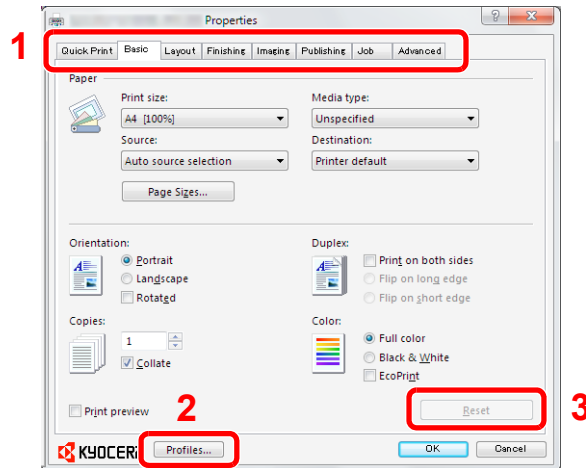 Properties
1
Quick Print Basic Layout Finishing Imaging Publishing Job Advanced
Paper
Print size: Media type:
A4 [100%] Unspecified
Source: Destination:
Auto source selection Printer default
Page Sizes...
Orientation: Duplex:
Portrait Print on both sides
Landscape Flip on long edge
Rotated Flip on short edge
Copies: Color:
1 Full color
Collate Black & White
EcoPrint
Print preview 2 Reset 3
KYOCERA Profiles... OK Cancel